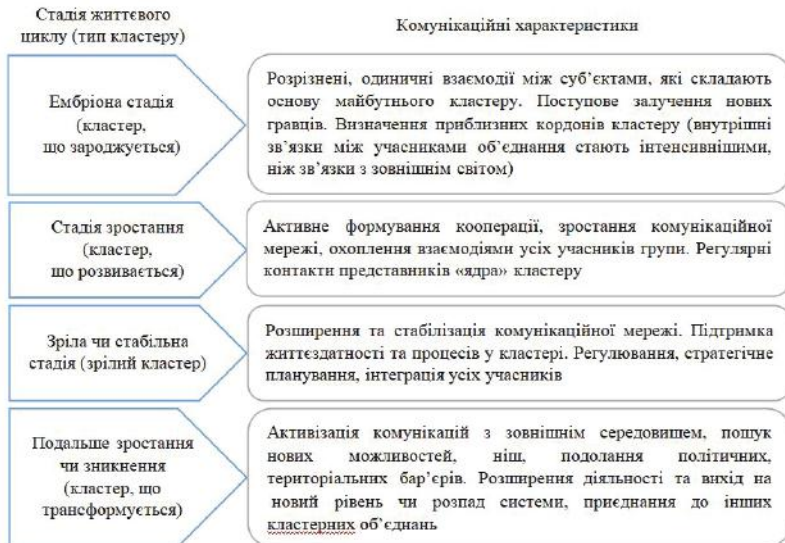 Стадія життєвого
циклу (тип кластеру)
Комунікаційні характеристики
Ембріона стадія
(кластер,
що зароджується)
Розрізнені, одиничні взаємодії між суб’єктами, які складають
основу майбутнього кластеру. Поступове залучення нових
гравців. Визначення приблизних кордонів кластеру (внутрішні
зв’язки між учасниками об’єднання стають інтенсивнішими,
ніж зв’язки з зовнішнім світом)
Стадія зростання
(кластер,
що розвивається)
Активне формування кооперації, зростання комунікаційної
мережі, охоплення взаємодіями усіх учасників групи. Регулярні
контакти представників «ядра» кластеру
Зріла чи стабільна
стадія (зрілий кластер)
Розширення та стабілізація комунікаційної мережі. Підтримка
життєздатності та процесів у кластері. Регулювання, стратегічне
планування, інтеграція усіх учасників
Подальше зростання
чи зникнення
(кластер, що
трансформується)
Активізація комунікацій з зовнішнім середовищем, пошук
нових можливостей, ніш, подолання політичних,
територіальних бар’єрів. Розширення діяльності та вихід на
новий рівень чи розпад системи, приєднання до інших
кластерних об’єднань